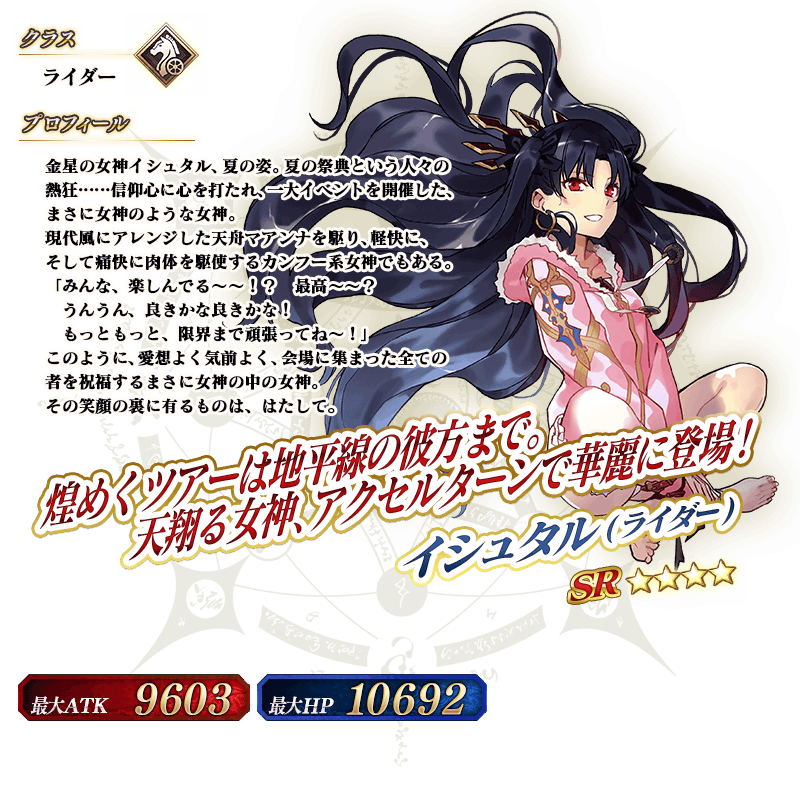 クラス
ライダー
プロフィール
金星の女神イシュタル、夏の姿。夏の祭典という人々の
熱狂……信仰心に心を打たれ、一大イベントを開催した、
まさに女神のような女神。
現代風にアレンジした天舟マアンナを駆り、軽快に、
そして痛快に肉体を駆使するカンフー系女神でもある。
「みんな、楽しんでる～～！？　最高～～？
うんうん、良きかな良きかな！
もっともっと、限界まで頑張ってね～！」
このように、愛想よく気前よく、会場に集まった全ての
者を祝福するまさに女神の中の女神。
その笑顔の裏に有るものは、はたして。
煌めくツアーは地平線の彼方まで。
天翔る女神、アクセルターンで華麗に登場！
イシュタル（ライダー）
SR
最大ATK 9603
最大HP 10692